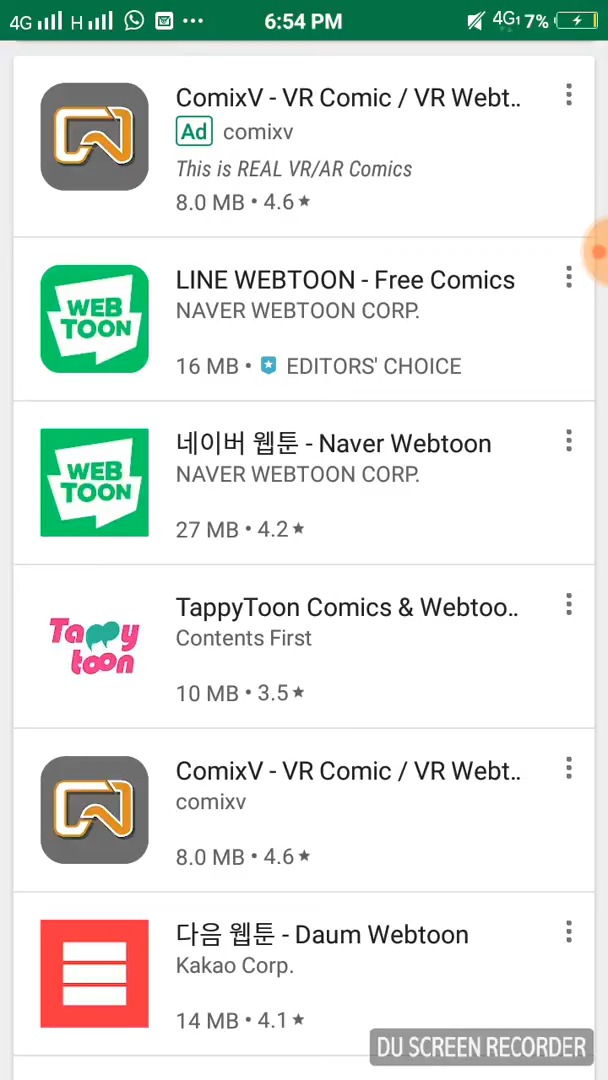 4G H 6:54 PM 4G1 7%
ComixV - VR Comic / VR Webt..
Ad comixv
This is REAL VR/AR Comics
8.0 MB • 4.6 ★
WEB
TOON
LINE WEBTOON - Free Comics
NAVER WEBTOON CORP.
16 MB • EDITORS' CHOICE
WEB
TOON
네이버 웹툰 - Naver Webtoon
NAVER WEBTOON CORP.
27 MB • 4.2 ★
Tappy
toon
TappyToon Comics & Webtoo..
Contents First
10 MB • 3.5 ★
ComixV - VR Comic / VR Webt..
comixv
8.0 MB • 4.6 ★
다음 웹툰 - Daum Webtoon
Kakao Corp.
14 MB • 4.1 ★
DU SCREEN RECORDER